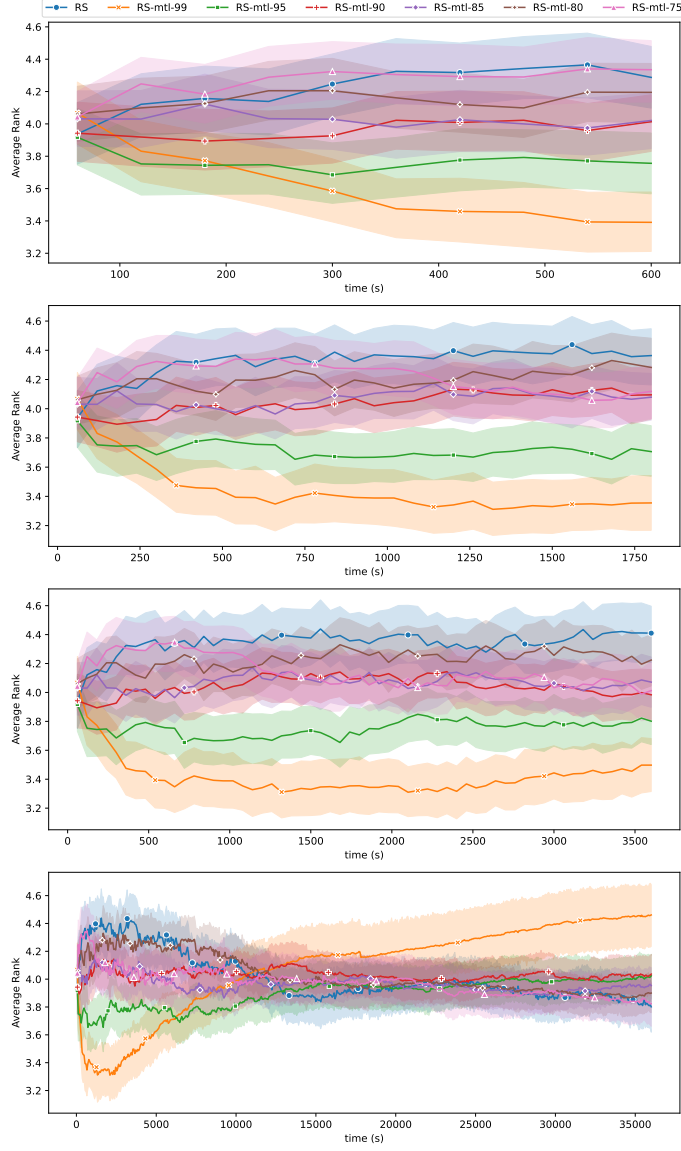 RS RS-mtl-99 RS-mtl-95 RS-mtl-90 RS-mtl-85 RS-mtl-80 RS-mtl-75
4.6
4.4
4.2
4.0
3.8
3.6
3.4
3.2
Average Rank
100 200 300 400 500 600
time (s)
4.6
4.4
4.2
4.0
3.8
3.6
3.4
3.2
Average Rank
0 250 500 750 1000 1250 1500 1750
time (s)
4.6
4.4
4.2
4.0
3.8
3.6
3.4
3.2
Average Rank
0 500 1000 1500 2000 2500 3000 3500
time (s)
4.6
4.4
4.2
4.0
3.8
3.6
3.4
3.2
Average Rank
0 5000 10000 15000 20000 25000 30000 35000
time (s)